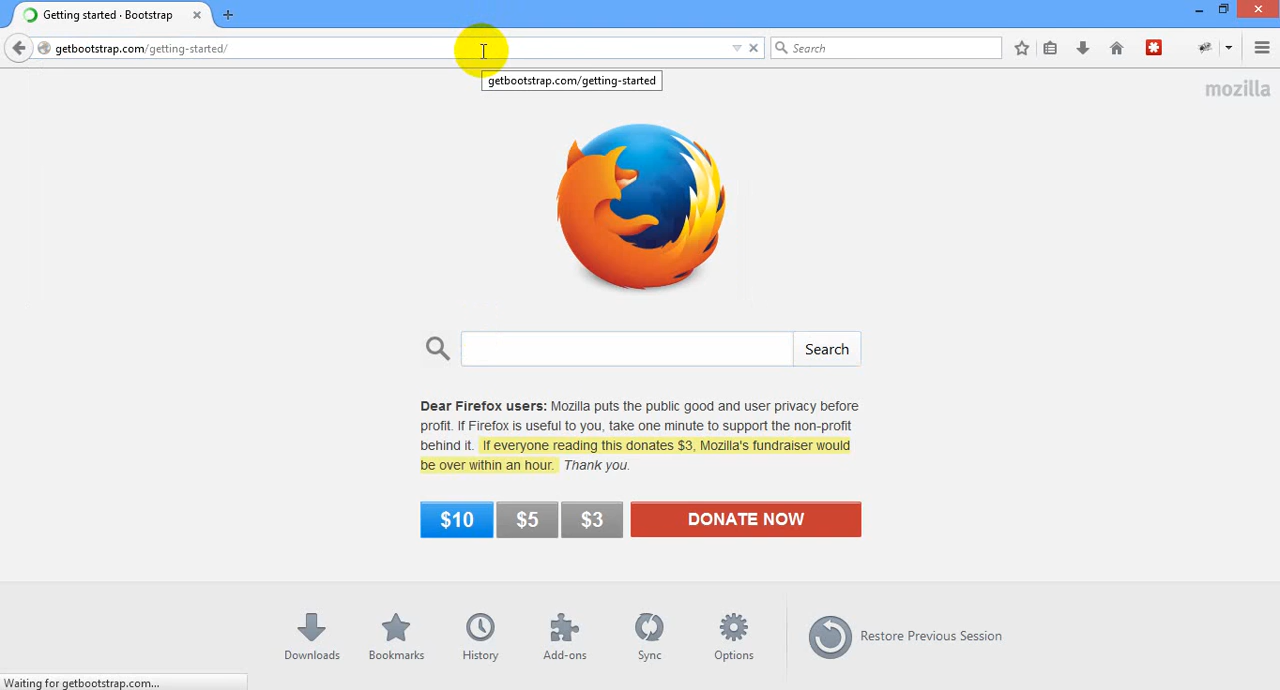 Getting started · Bootstrap
getbootstrap.com/getting-started/
Search
getbootstrap.com/getting-started
mozilla
Search
Dear Firefox users: Mozilla puts the public good and user privacy before
profit. If Firefox is useful to you, take one minute to support the non-profit
behind it. If everyone reading this donates $3, Mozilla's fundraiser would
be over within an hour. Thank you.
$10 $5 $3 DONATE NOW
Downloads Bookmarks History Add-ons Sync Options Restore Previous Session
Waiting for getbootstrap.com...